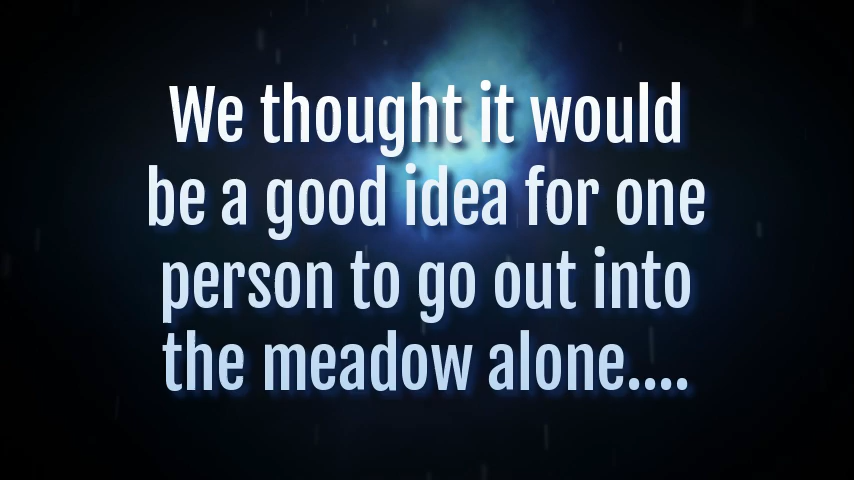 We thought it would
be a good idea for one
person to go out into
the meadow alone....